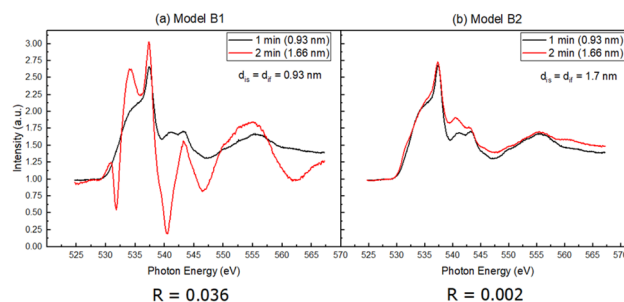 (a) Model B1
(b) Model B2
1 min (0.93 nm)
2 min (1.66 nm)
d_is = d_if = 0.93 nm
1 min (0.93 nm)
2 min (1.66 nm)
d_is = d_if = 1.7 nm
Intensity (a.u.)
3.00
2.75
2.50
2.25
2.00
1.75
1.50
1.25
1.00
0.75
0.50
0.25
0.00
525 530 535 540 545 550 555 560 565 570
525 530 535 540 545 550 555 560 565 570
Photon Energy (eV)
Photon Energy (eV)
R = 0.036
R = 0.002